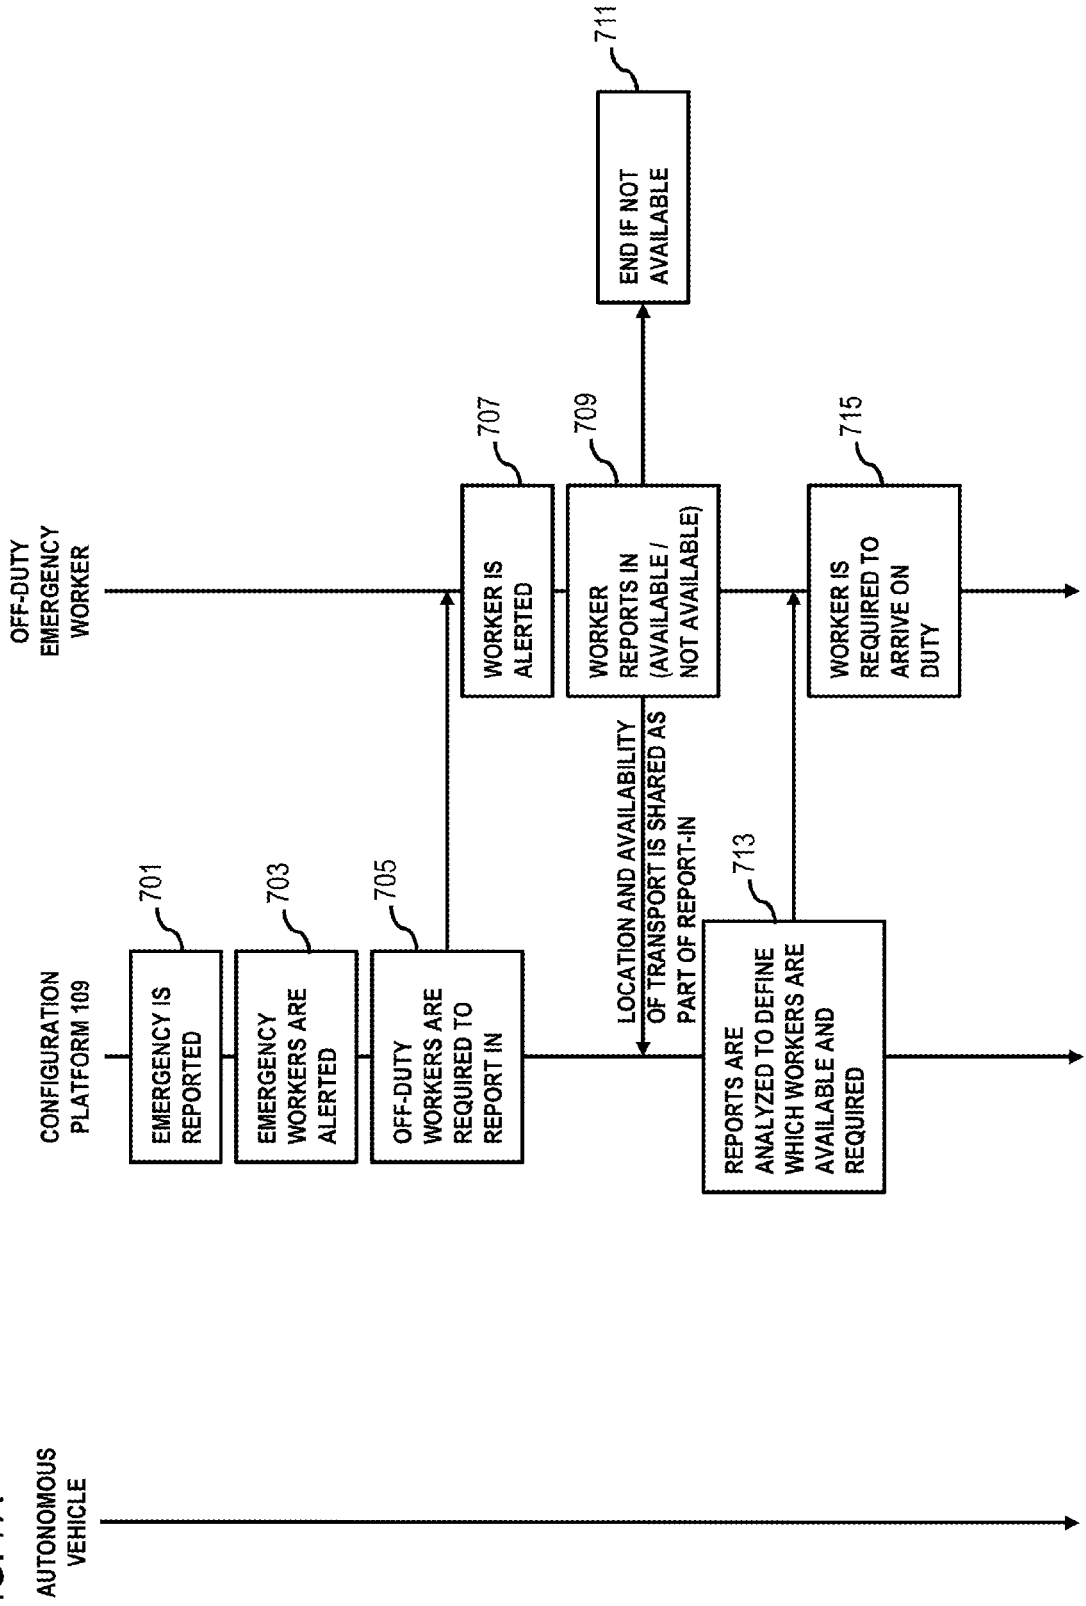 AUTONOMOUS
VEHICLE
CONFIGURATION
PLATFORM 109
OFF-DUTY
EMERGENCY
WORKER
EMERGENCY IS
REPORTED
701
EMERGENCY
WORKERS ARE
ALERTED
703
OFF-DUTY
WORKERS ARE
REQUIRED TO
REPORT IN
705
WORKER IS
ALERTED
707
WORKER
REPORTS IN
(AVAILABLE /
NOT AVAILABLE)
709
END IF NOT
AVAILABLE
711
LOCATION AND AVAILABILITY
OF TRANSPORT IS SHARED AS
PART OF REPORT-IN
REPORTS ARE
ANALYZED TO DEFINE
WHICH WORKERS ARE
AVAILABLE AND
REQUIRED
713
WORKER IS
REQUIRED TO
ARRIVE ON
DUTY
715